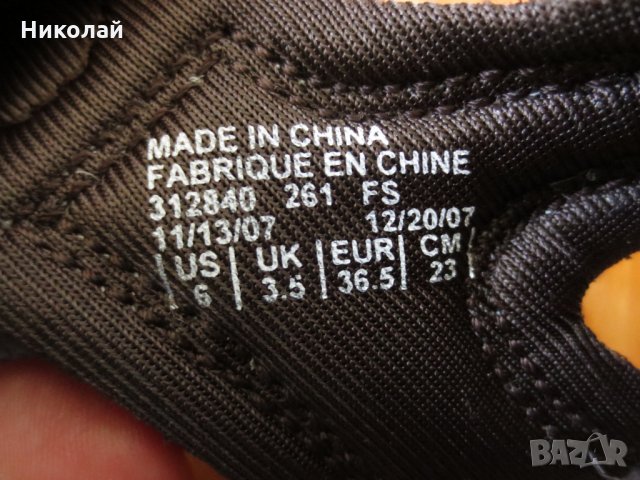 Николай
MADE IN CHINA
FABRIQUE EN CHINE
312840 261 FS
11/13/07 12/20/07
US UK EUR CM
6 3.5 36.5 23
BAZAR